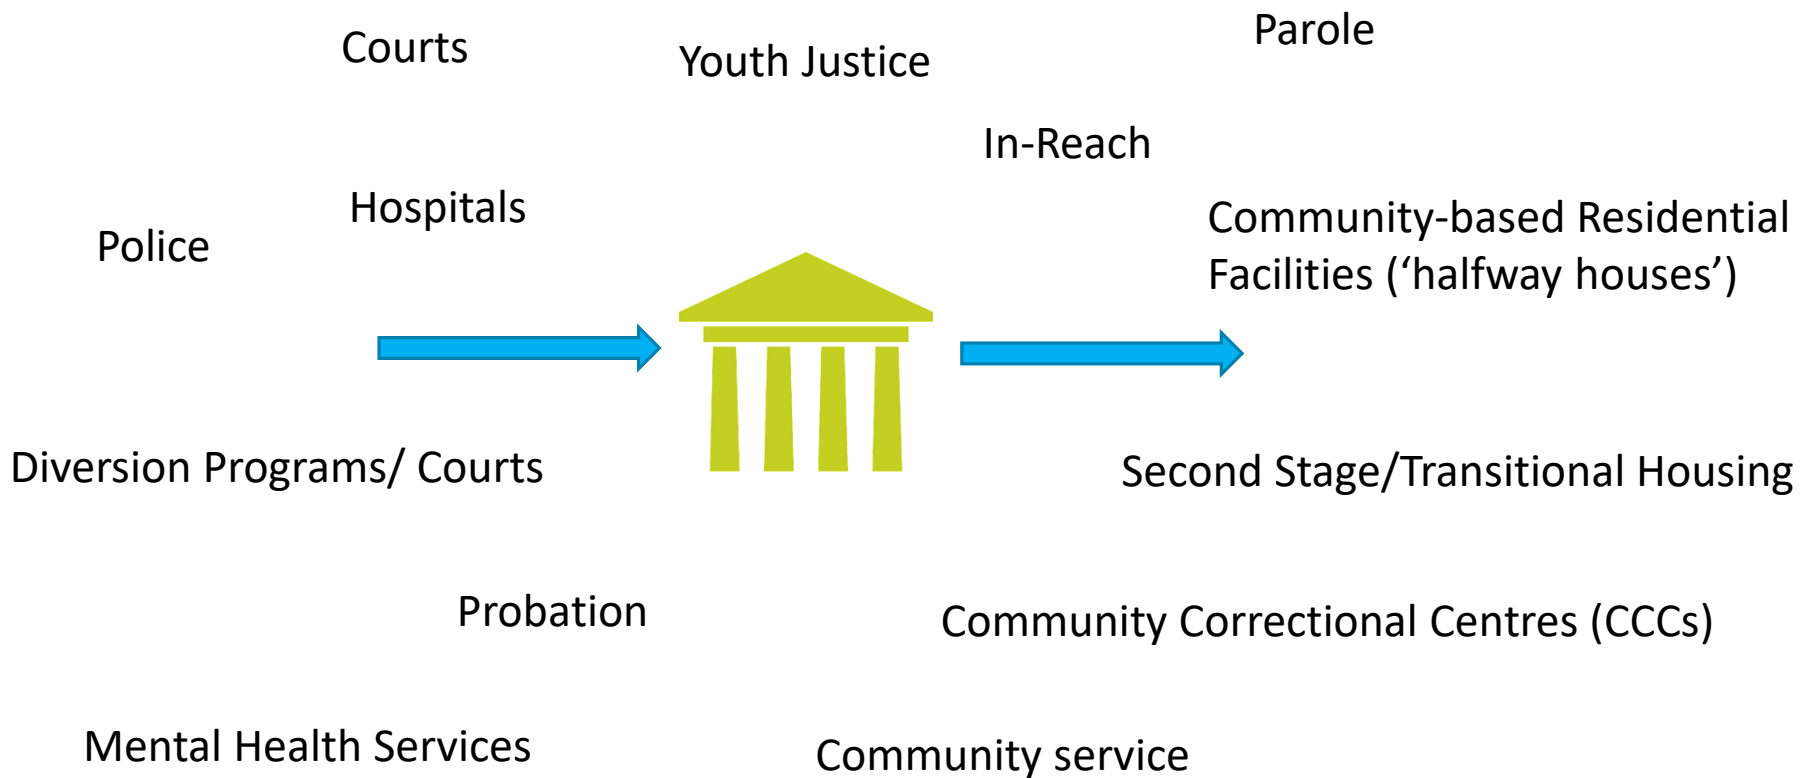 Courts
Youth Justice
Parole
In-Reach
Hospitals
Police
Community-based Residential
Facilities (‘halfway houses’)
Diversion Programs/ Courts
Second Stage/Transitional Housing
Probation
Community Correctional Centres (CCCs)
Mental Health Services
Community service